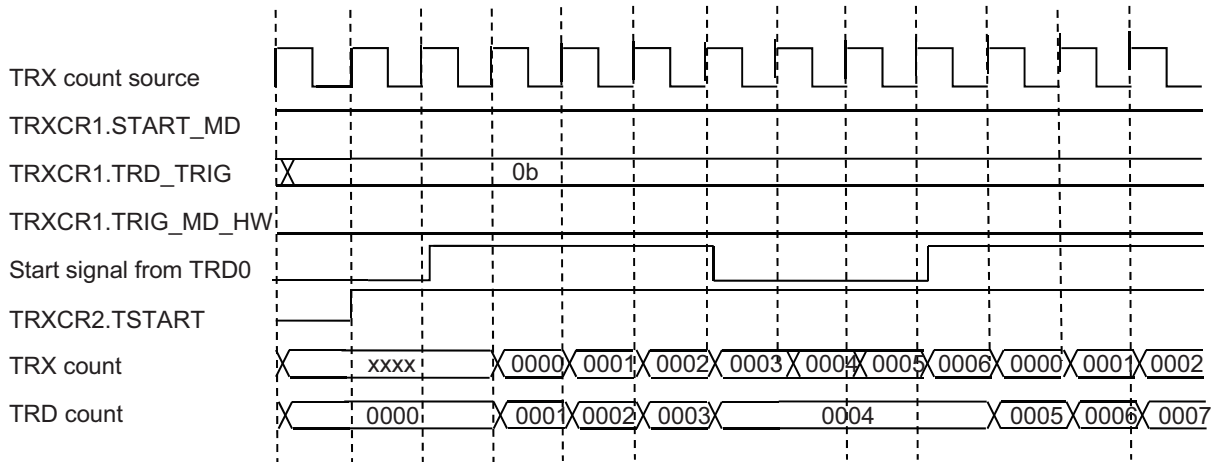 TRX count source
TRXCR1.START_MD
TRXCR1.TRD_TRIG 0b
TRXCR1.TRIG_MD_HW
Start signal from TRD0
TRXCR2.TSTART
TRX count xxxx 0000 0001 0002 0003 0004 0005 0006 0000 0001 0002
TRD count 0000 0001 0002 0003 0004 0005 0006 0007